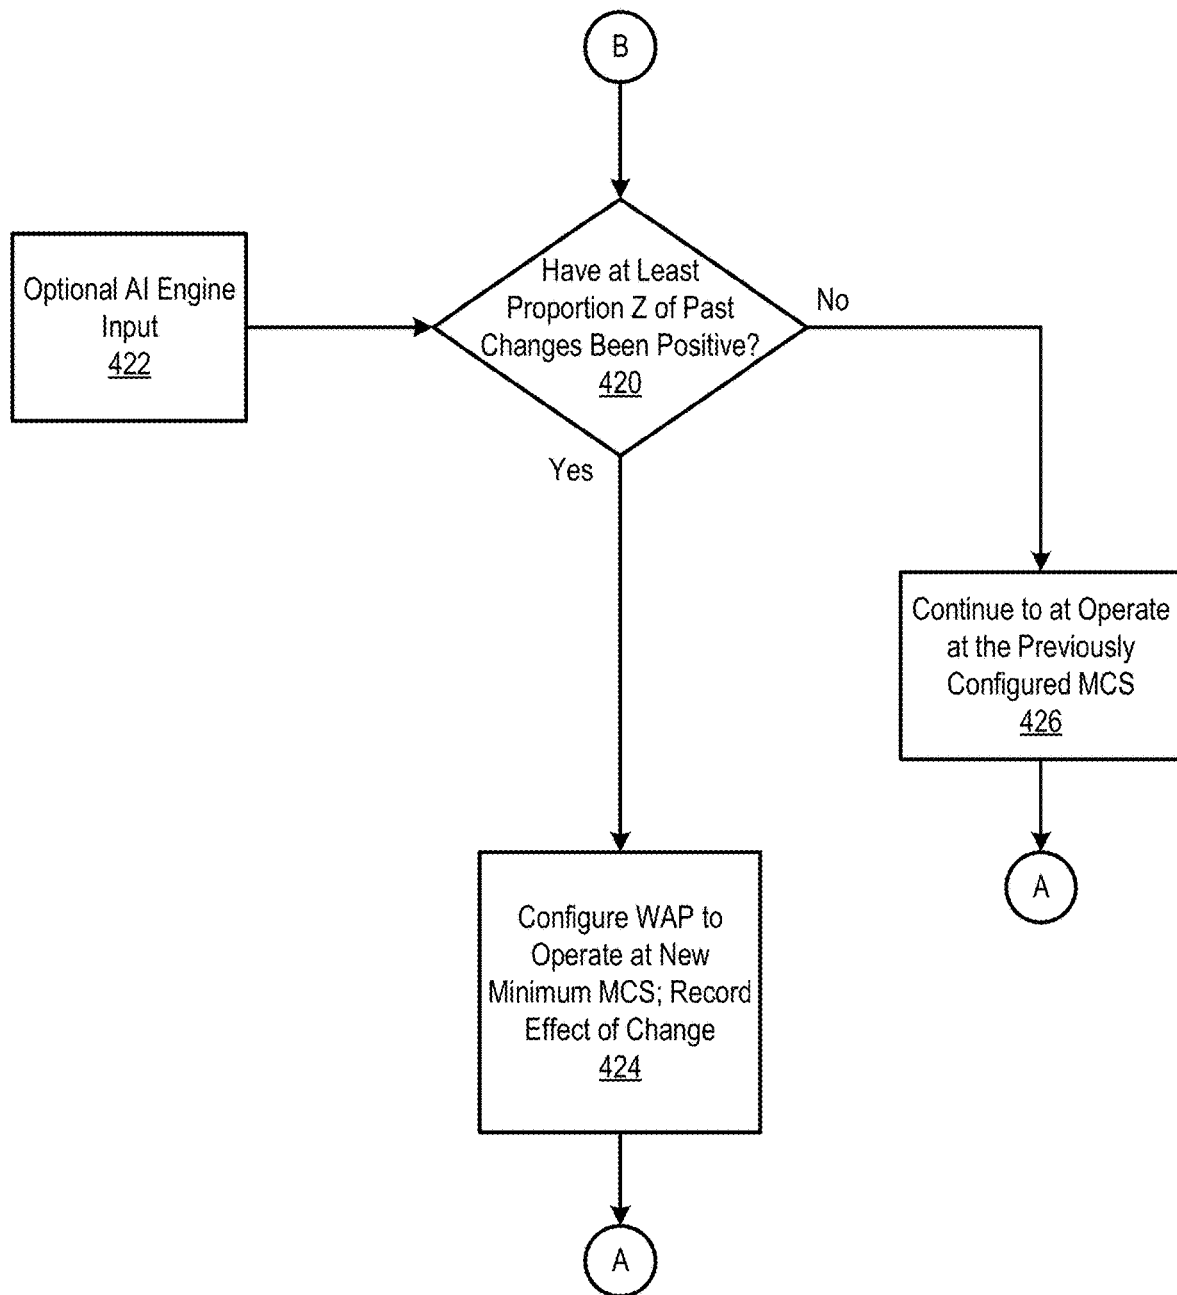 B
Have at Least
Proportion Z of Past
Changes Been Positive?
420
Optional AI Engine
Input
422
No
Yes
Continue to at Operate
at the Previously
Configured MCS
426
A
Configure WAP to
Operate at New
Minimum MCS; Record
Effect of Change
424
A